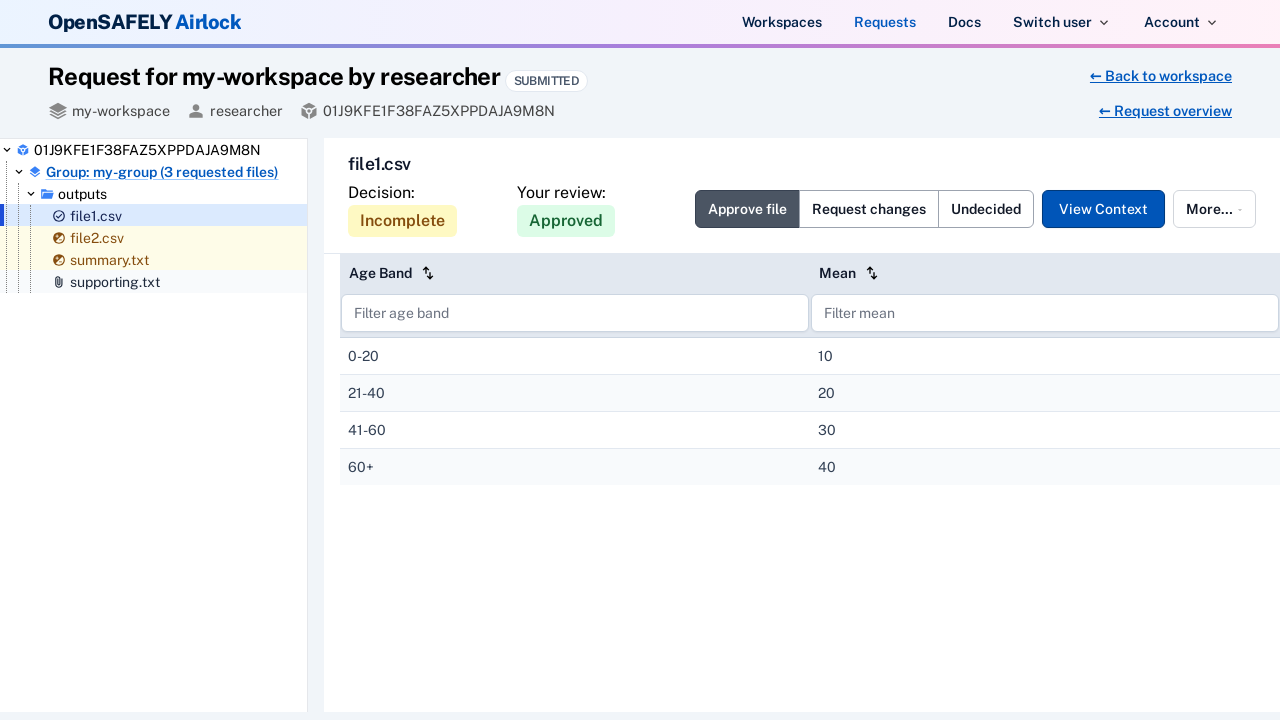 OpenSAFELY Airlock
Workspaces
Requests
Docs
Switch user
Account
Request for my-workspace by researcher SUBMITTED
← Back to workspace
my-workspace researcher 01J9KFE1F38FAZ5XPPDAJA9M8N
← Request overview
01J9KFE1F38FAZ5XPPDAJA9M8N
Group: my-group (3 requested files)
outputs
file1.csv
file2.csv
summary.txt
supporting.txt
file1.csv
Decision:
Incomplete
Your review:
Approved
Approve file
Request changes
Undecided
View Context
More...
Age Band Mean
Filter age band Filter mean
0-20 10
21-40 20
41-60 30
60+ 40